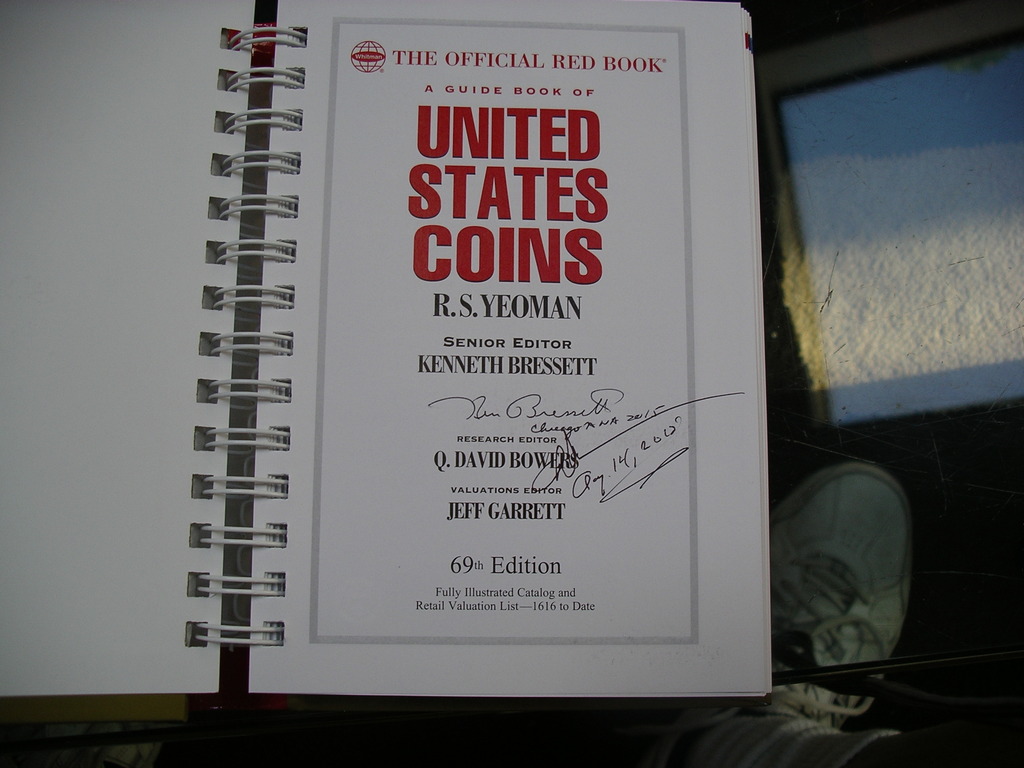 Whitman® THE OFFICIAL RED BOOK®
A GUIDE BOOK OF
UNITED
STATES
COINS
R.S. YEOMAN
SENIOR EDITOR
KENNETH BRESSETT
Ken Bressett
Chicago ANA 2015
RESEARCH EDITOR
Q. DAVID BOWERS
Aug. 14, 2015
VALUATIONS EDITOR
JEFF GARRETT
69th Edition
Fully Illustrated Catalog and
Retail Valuation List—1616 to Date